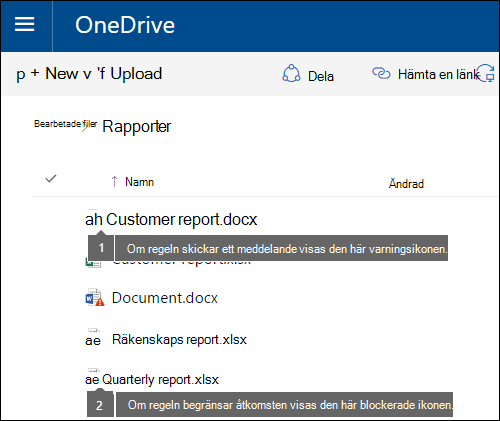 OneDrive
p + New v 'f Upload
Dela
Hämta en länk
Bearbetade filer
Rapporter
Namn
Ändrad
ah Customer report.docx
1 Om regeln skickar ett meddelande visas den här varningsikonen.
Customer report.xlsx
Document.docx
ae Räkenskaps report.xlsx
ae Quarterly report.xlsx
2 Om regeln begränsar åtkomsten visas den här blockerade ikonen.